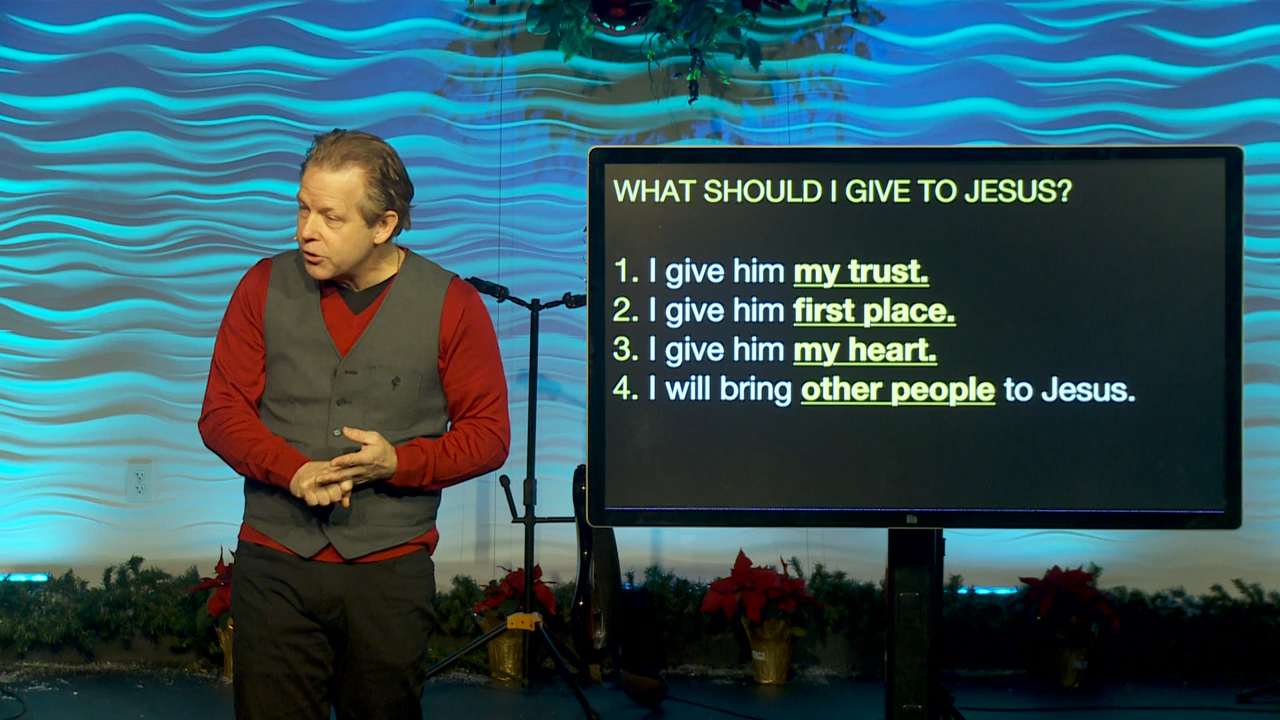 WHAT SHOULD I GIVE TO JESUS?
1. I give him my trust.
2. I give him first place.
3. I give him my heart.
4. I will bring other people to Jesus.